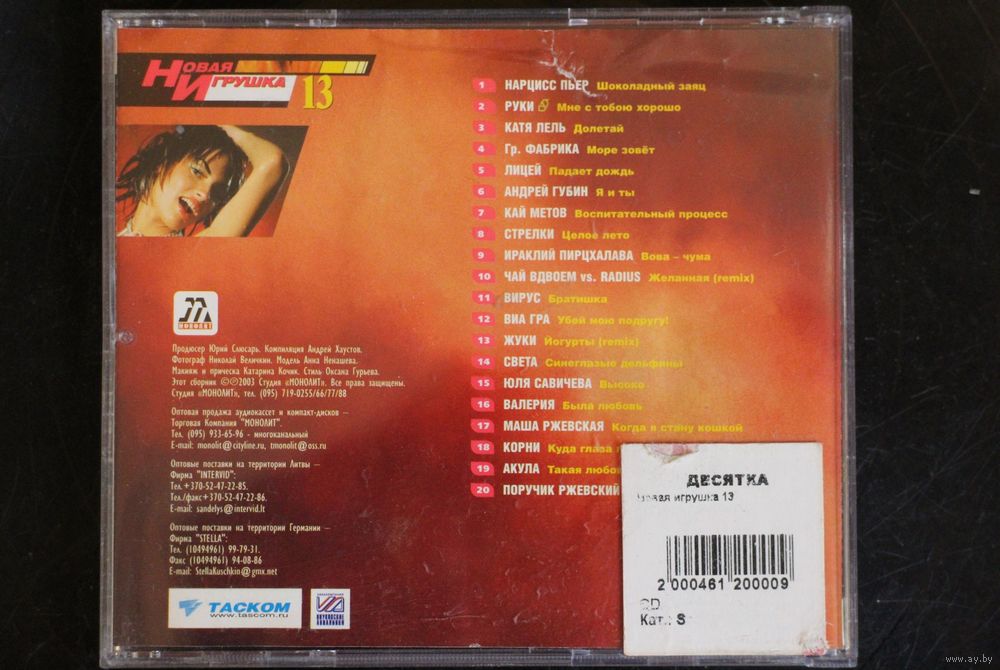 НОВАЯ
ИГРУШКА
13
1 НАРЦИСС ПЬЕР Шоколадный заяц
2 РУКИ Мне с тобою хорошо
3 КАТЯ ЛЕЛЬ Долетай
4 Гр. ФАБРИКА Море зовёт
5 ЛИЦЕЙ Падает дождь
6 АНДРЕЙ ГУБИН Я и ты
7 КАЙ МЕТОВ Воспитательный процесс
8 СТРЕЛКИ Целое лето
9 ИРАКЛИЙ ПИРЦХАЛАВА Вова – чума
10 ЧАЙ ВДВОЕМ vs. RADIUS Желанная (remix)
11 ВИРУС Братишка
12 ВИА ГРА Убей мою подругу!
13 ЖУКИ Йогурты (remix)
14 СВЕТА Синеглазые дельфины
15 ЮЛЯ САВИЧЕВА Высоко
16 ВАЛЕРИЯ Была любовь
17 МАША РЖЕВСКАЯ Когда я стану кошкой
18 КОРНИ Куда глаза
19 АКУЛА Такая любовь
20 ПОРУЧИК РЖЕВСКИЙ
МОНОЛИТ
Продюсер Юрий Слюсарь. Компиляция Андрей Хаустов.
Фотограф Николай Величкин. Модель Анна Ненашева.
Макияж и прическа Катарина Кочик. Стиль Оксана Гурьева.
Этот сборник ©℗2003 Студия «МОНОЛИТ». Все права защищены.
Студия «МОНОЛИТ», тел. (095) 719-0255/66/77/88
Оптовая продажа аудиокассет и компакт-дисков –
Торговая Компания "МОНОЛИТ".
Тел. (095) 933-65-96 - многоканальный
E-mail: monolit@cityline.ru, tmonolit@oss.ru
Оптовые поставки на территории Литвы –
Фирма "INTERVID":
Тел.+370-52-47-22-85.
Тел./факс+370-52-47-22-86.
E-mail: sandelys@intervid.lt
Оптовые поставки на территории Германии –
Фирма "STELLA":
Тел. (10494961) 99-79-31.
Факс (10494961) 94-08-86
E-mail: StellaKuschkin@gmx.net
ТАСКОМ
www.tascom.ru
ДЕСЯТКА
Новая игрушка 13
2 000461 200009
CD
Кат.: S
www.ay.by